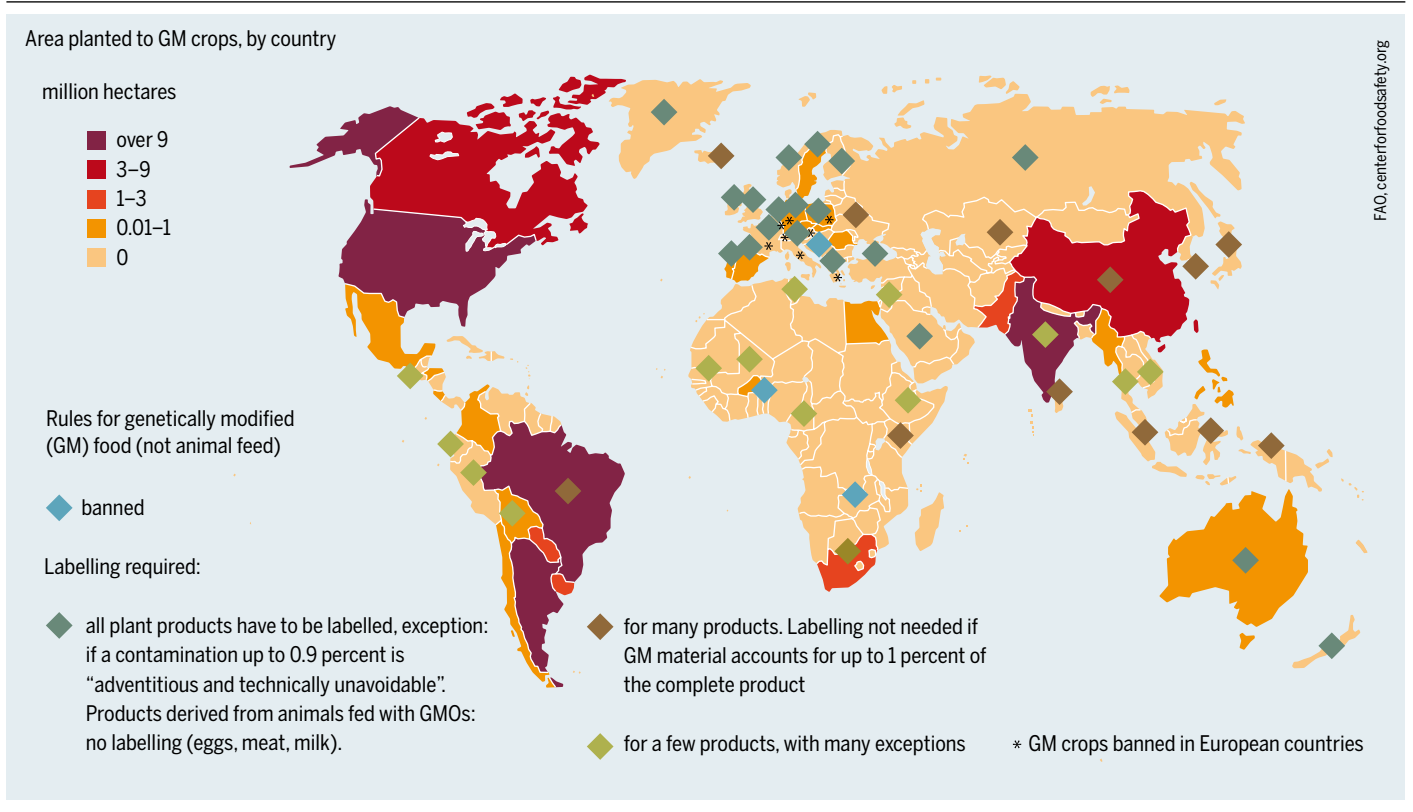 Area planted to GM crops, by country
FAO, centerforfoodsafety.org
million hectares
over 9
3–9
1–3
0.01–1
0
Rules for genetically modified
(GM) food (not animal feed)
banned
Labelling required:
all plant products have to be labelled, exception:
if a contamination up to 0.9 percent is
“adventitious and technically unavoidable”.
Products derived from animals fed with GMOs:
no labelling (eggs, meat, milk).
for many products. Labelling not needed if
GM material accounts for up to 1 percent of
the complete product
for a few products, with many exceptions
* GM crops banned in European countries